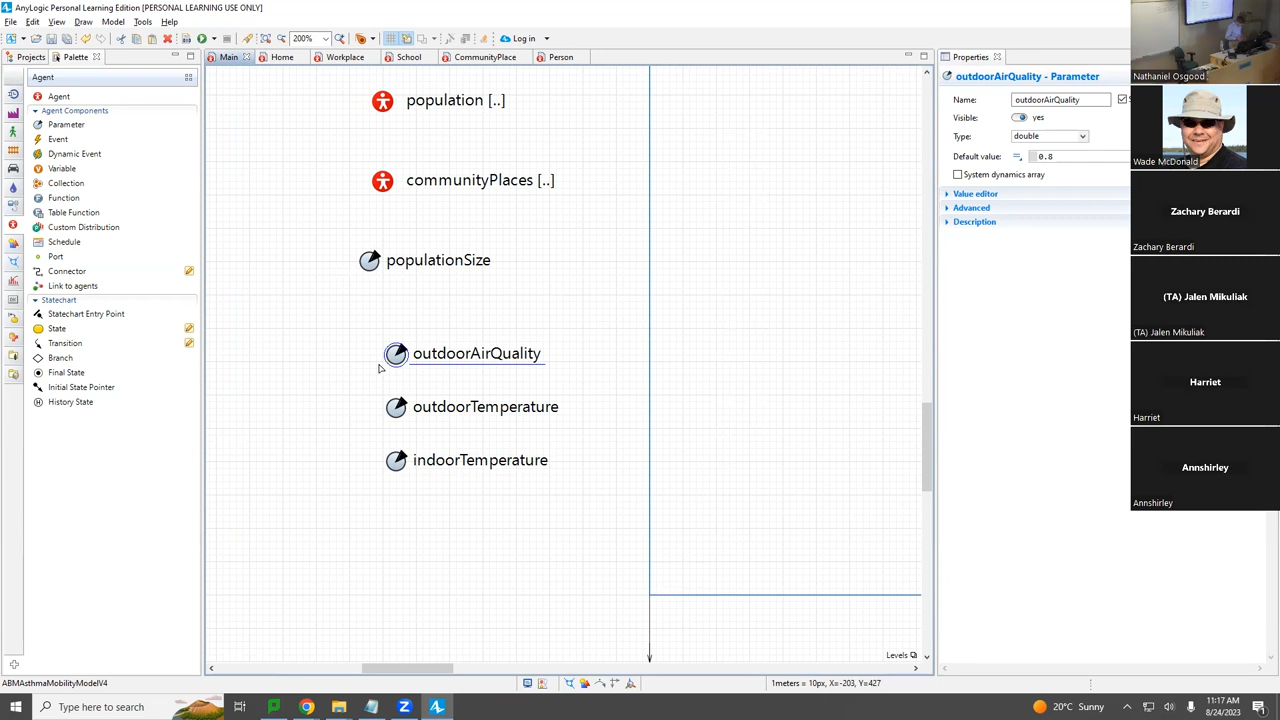 AnyLogic Personal Learning Edition [PERSONAL LEARNING USE ONLY]
File Edit View Draw Model Tools Help
200% Log in
Projects Palette
Main Home Workplace School CommunityPlace Person
Properties
Agent
Agent
Agent Components
Parameter
Event
Dynamic Event
Variable
Collection
Function
Table Function
Custom Distribution
Schedule
Port
Connector
Link to agents
Statechart
Statechart Entry Point
State
Transition
Branch
Final State
Initial State Pointer
History State
population [..]
communityPlaces [..]
populationSize
outdoorAirQuality
outdoorTemperature
indoorTemperature
Levels
outdoorAirQuality - Parameter
Name: outdoorAirQuality
Visible: yes
Type: double
Default value: 0.8
System dynamics array
Value editor
Advanced
Description
Nathaniel Osgood
Wade McDonald
Zachary Berardi
Zachary Berardi
(TA) Jalen Mikuliak
(TA) Jalen Mikuliak
Harriet
Harriet
Annshirley
Annshirley
ABMAsthmaMobilityModelV4
1meters = 10px, X=-203, Y=427
Type here to search
20°C Sunny
11:17 AM
8/24/2023
1